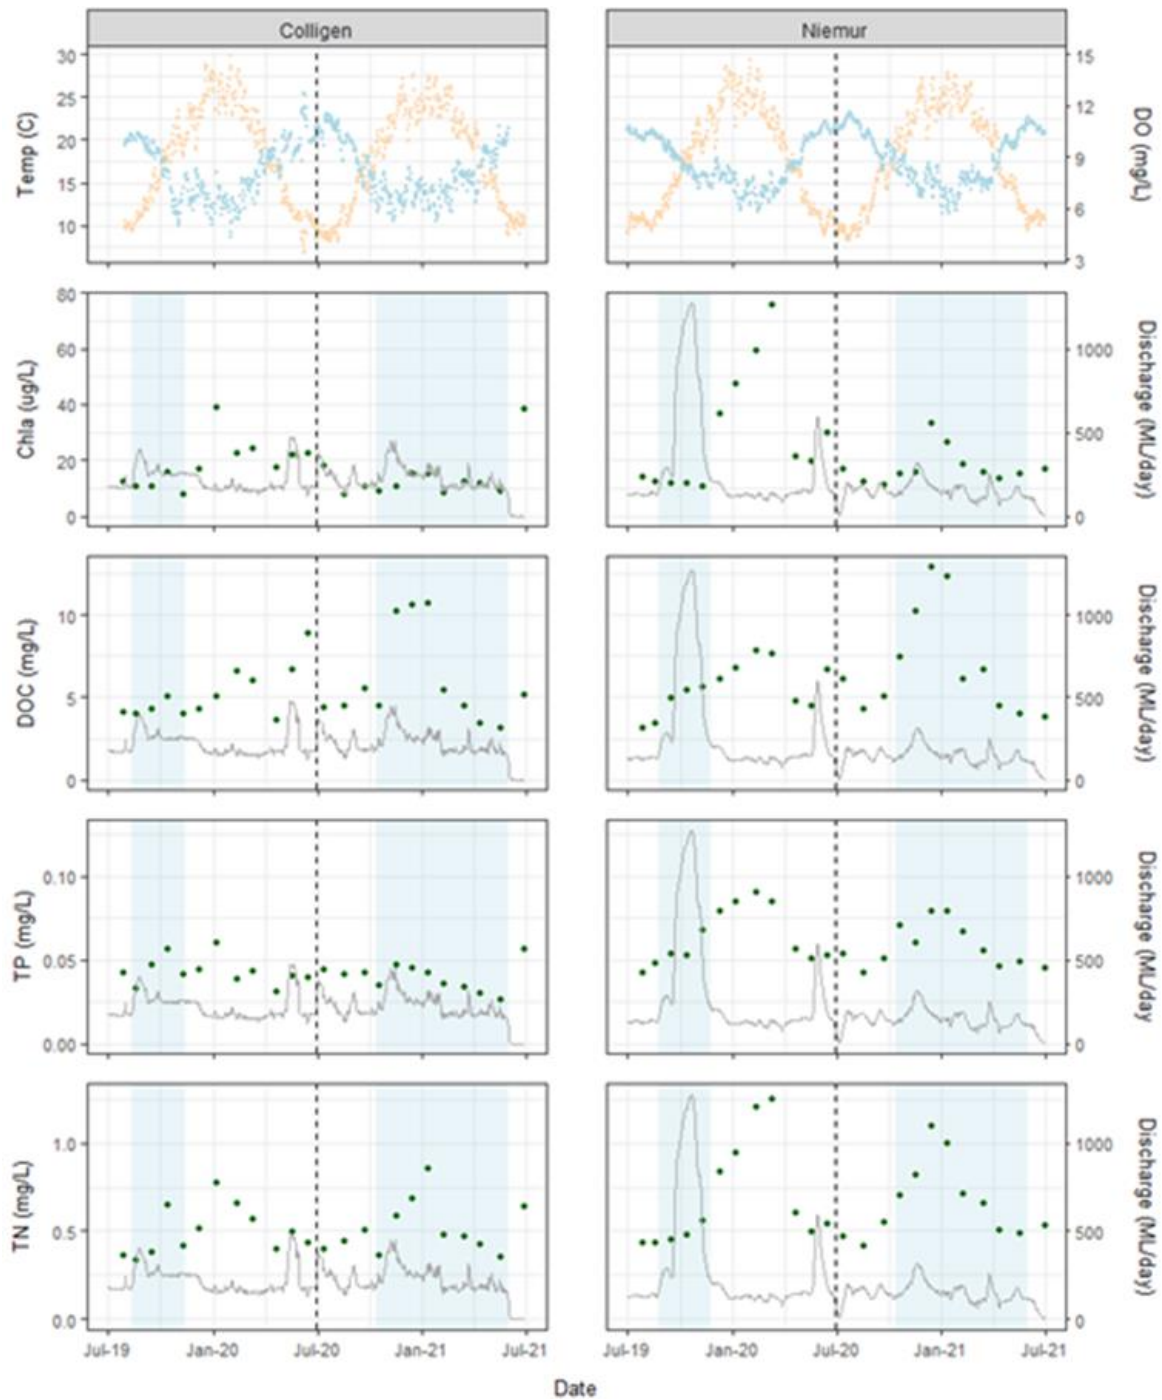 Colligen Niemur
Temp (C)
30
25
20
15
10
15
12
9
6
3
DO (mg/L)
Chla (ug/L)
80
60
40
20
0
1000
500
0
Discharge (ML/day)
DOC (mg/L)
10
5
0
1000
500
0
Discharge (ML/day)
TP (mg/L)
0.10
0.05
0.00
1000
500
0
Discharge (ML/day
TN (mg/L)
1.0
0.5
0.0
1000
500
0
Discharge (ML/day)
Jul-19 Jan-20 Jul-20 Jan-21 Jul-21 Jul-19 Jan-20 Jul-20 Jan-21 Jul-21
Date